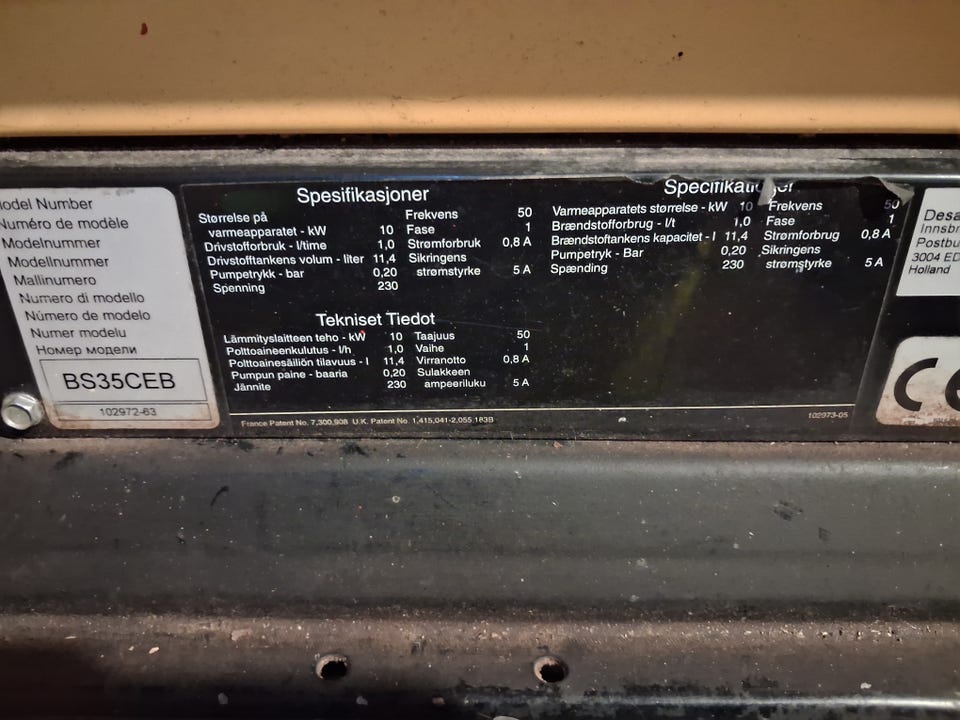 Model Number
Numéro de modèle
Modelnummer
Modellnummer
Mallinumero
Numero di modello
Número de modelo
Numer modelu
Номер модели
BS35CEB
102972-63
Spesifikasjoner
Størrelse på
varmeapparatet - kW 10
Drivstofforbruk - l/time 1,0
Drivstofftankens volum - liter 11,4
Pumpetrykk - bar 0,20
Spenning 230
Frekvens 50
Fase 1
Strømforbruk 0,8 A
Sikringens
strømstyrke 5 A
Specifikationer
Varmeapparatets størrelse - kW 10
Brændstofforbrug - l/t 1,0
Brændstoftankens kapacitet - l 11,4
Pumpetryk - Bar 0,20
Spænding 230
Frekvens 50
Fase 1
Strømforbrug 0,8 A
Sikringens
strømstyrke 5 A
Tekniset Tiedot
Lämmityslaitteen teho - kW 10
Polttoaineenkulutus - l/h 1,0
Polttoainesäiliön tilavuus - l 11,4
Pumpun paine - baaria 0,20
Jännite 230
Taajuus 50
Vaihe 1
Virranotto 0,8 A
Sulakkeen
ampeeriluku 5 A
France Patent No. 7,300,908 U.K. Patent No. 1,415,041-2,055,183B
102973-05
Desa
Innsbr
Postbu
3004 ED
Holland
CE